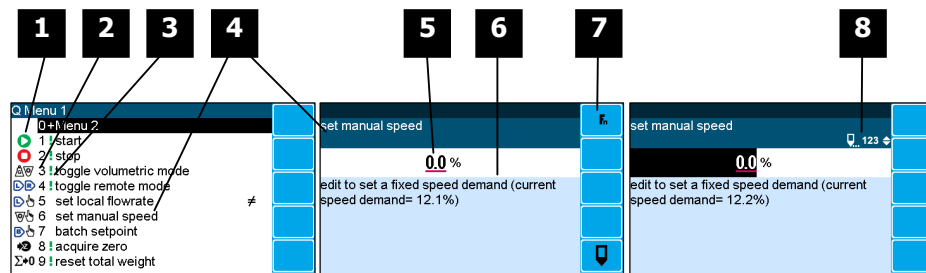 1 2 3 4 5 6 7 8
Q Menu 1
0+Menu 2
1 ! start
2 ! stop
3 ! toggle volumetric mode
4 ! toggle remote mode
5 set local flowrate ≠
6 set manual speed
7 batch setpoint
8 ! acquire zero
Σ→0 9 ! reset total weight
Fn
set manual speed
0.0 %
edit to set a fixed speed demand (current
speed demand= 12.1%)
set manual speed
123
0.0 %
edit to set a fixed speed demand (current
speed demand= 12.2%)